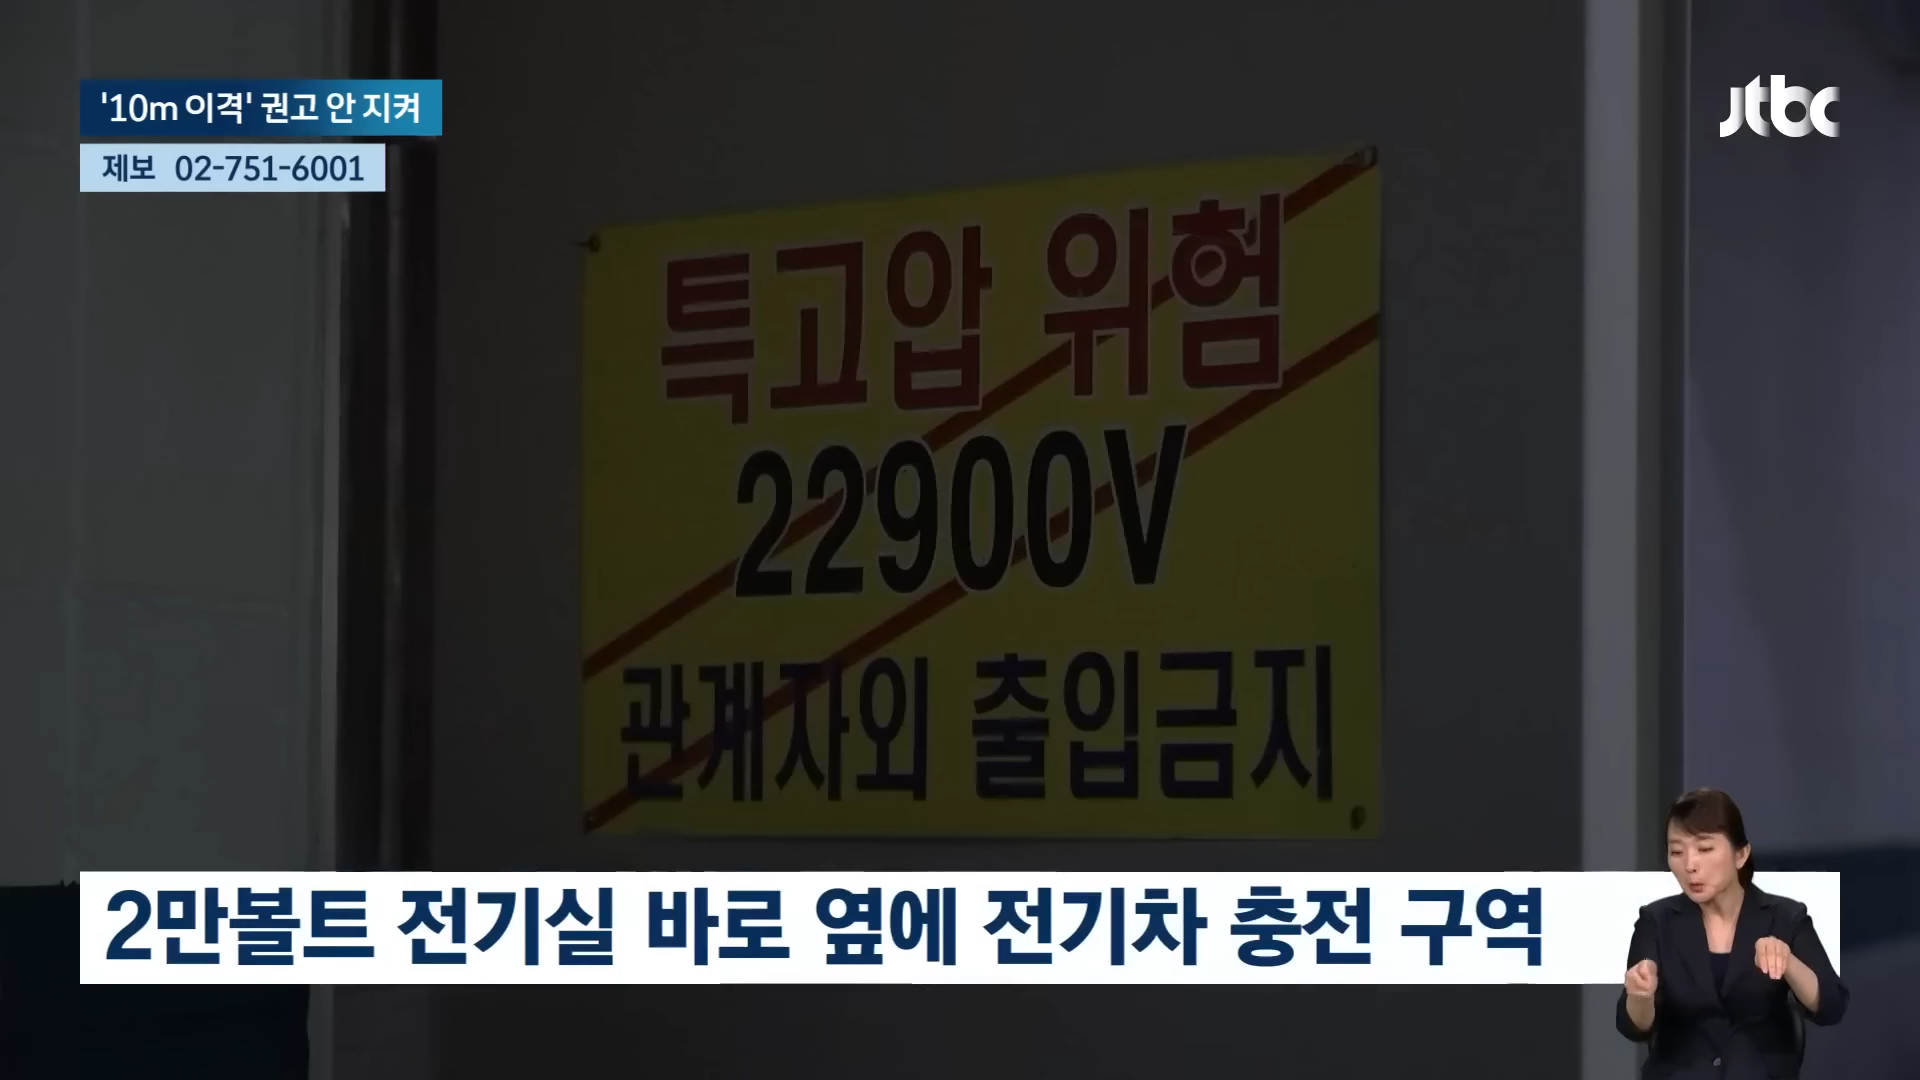 '10m 이격' 권고 안 지켜
제보 02-751-6001
jtbc
특고압 위험
22900V
관계자외 출입금지
2만볼트 전기실 바로 옆에 전기차 충전 구역